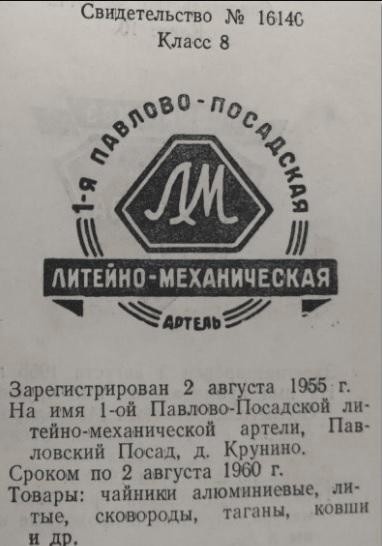 Свидетельство № 16140
Класс 8
1-я ПАВЛОВО-ПОСАДСКАЯ
ЛМ
ЛИТЕЙНО-МЕХАНИЧЕСКАЯ
АРТЕЛЬ
Зарегистрирован 2 августа 1955 г.
На имя 1-ой Павлово-Посадской ли-
тейно-механической артели, Пав-
ловский Посад, д. Крунино.
Сроком по 2 августа 1960 г.
Товары: чайники алюминиевые, ли-
тые, сковороды, таганы, ковши
и др.